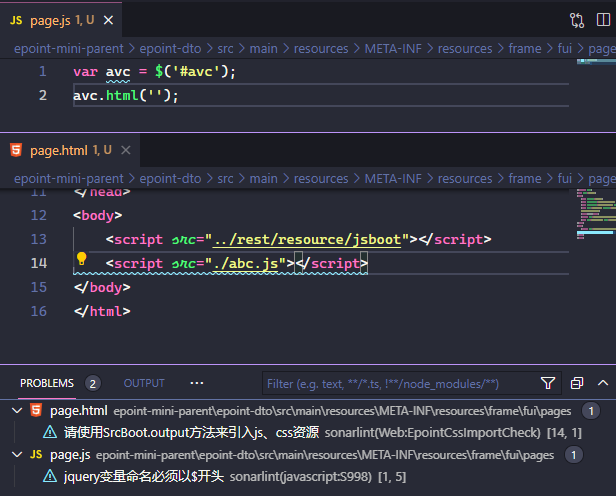 JS page.js 1, U
epoint-mini-parent > epoint-dto > src > main > resources > META-INF > resources > frame > fui > page
1 var avc = $('#avc');
2 avc.html('');
page.html 1, U
epoint-mini-parent > epoint-dto > src > main > resources > META-INF > resources > frame > fui > page
11 </head>
12 <body>
13 <script src="../rest/resource/jsboot"></script>
14 <script src="./abc.js"></script>
15 </body>
16 </html>
PROBLEMS 2 OUTPUT ··· Filter (e.g. text, **/*.ts, !**/node_modules/**)
page.html epoint-mini-parent\epoint-dto\src\main\resources\META-INF\resources\frame\fui\pages 1
请使用SrcBoot.output方法来引入js、css资源 sonarlint(Web:EpointCssImportCheck) [14, 1]
JS page.js epoint-mini-parent\epoint-dto\src\main\resources\META-INF\resources\frame\fui\pages 1
jquery变量命名必须以$开头 sonarlint(javascript:S998) [1, 5]